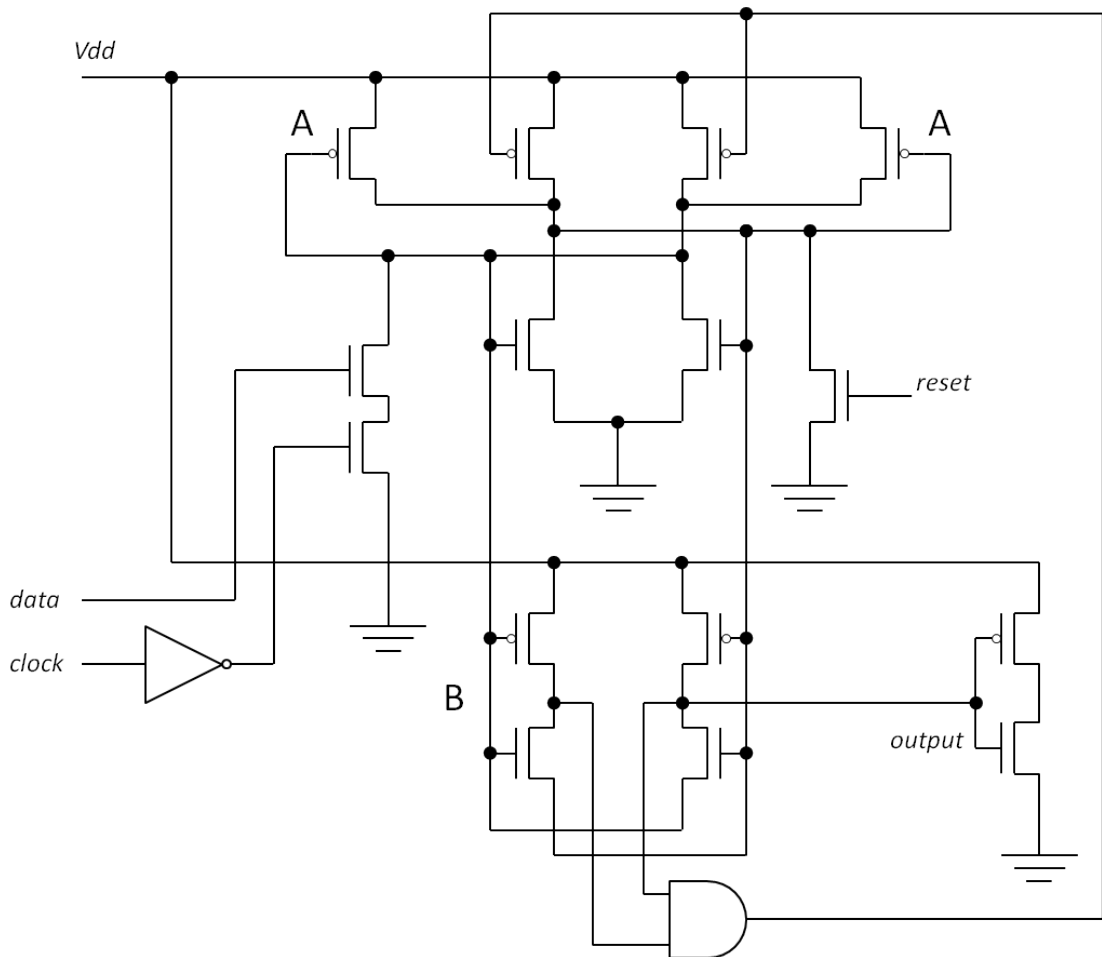 Vdd
A
A
reset
data
clock
B
output